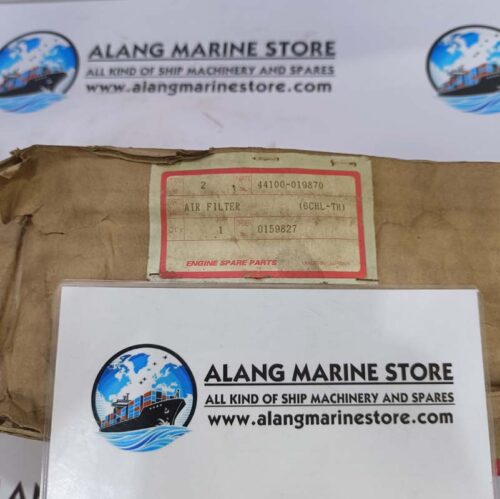 ALANG MARINE STORE
ALL KIND OF SHIP MACHINERY AND SPARES
www.alangmarinestore.com
2 44100-019870
AIR FILTER (6CHL-TH)
1 0159827
ENGINE SPARE PARTS
ALANG MARINE STORE
ALL KIND OF SHIP MACHINERY AND SPARES
www.alangmarinestore.com